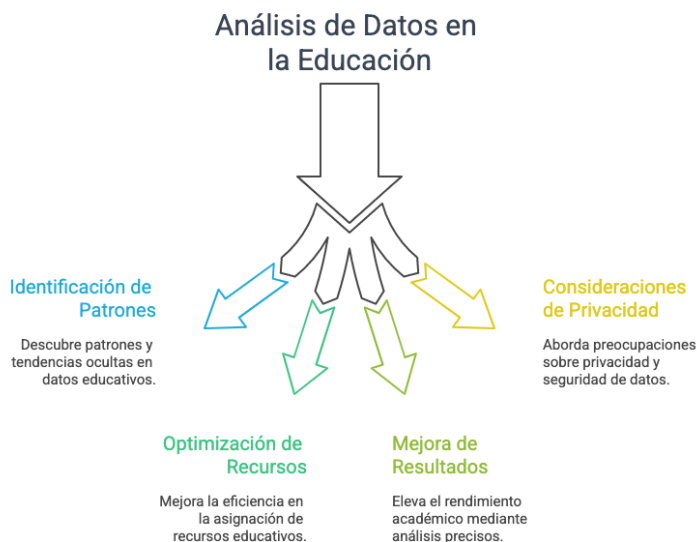 Análisis de Datos en
la Educación
Identificación de
Patrones
Descubre patrones y
tendencias ocultas en
datos educativos.
Consideraciones
de Privacidad
Aborda preocupaciones
sobre privacidad y
seguridad de datos.
Optimización de
Recursos
Mejora la eficiencia en
la asignación de
recursos educativos.
Mejora de
Resultados
Eleva el rendimiento
académico mediante
análisis precisos.